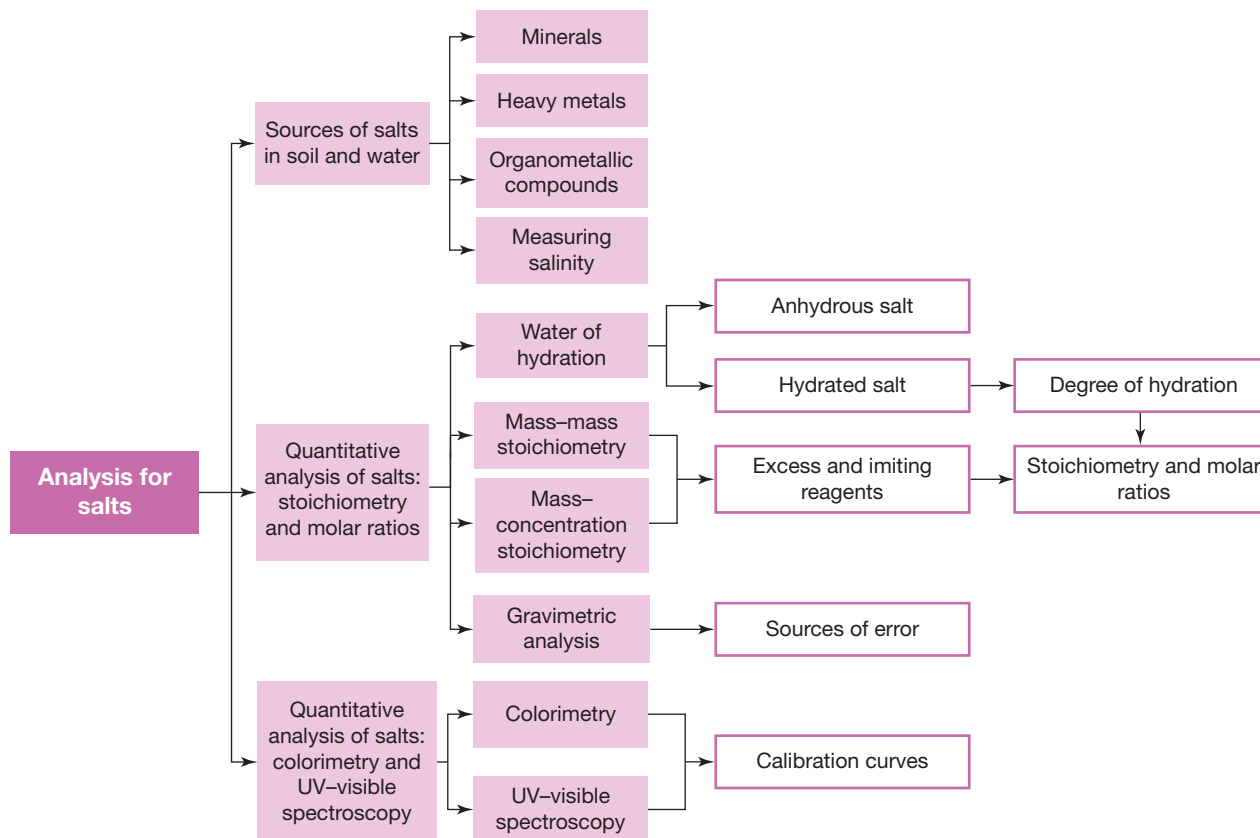 Analysis for
salts
Sources of salts
in soil and water
Minerals
Heavy metals
Organometallic
compounds
Measuring
salinity
Quantitative
analysis of salts:
stoichiometry
and molar ratios
Water of
hydration
Anhydrous salt
Hydrated salt
Degree of hydration
Mass–mass
stoichiometry
Mass–
concentration
stoichiometry
Excess and imiting
reagents
Stoichiometry and molar
ratios
Gravimetric
analysis
Sources of error
Quantitative
analysis of salts:
colorimetry and
UV–visible
spectroscopy
Colorimetry
UV–visible
spectroscopy
Calibration curves